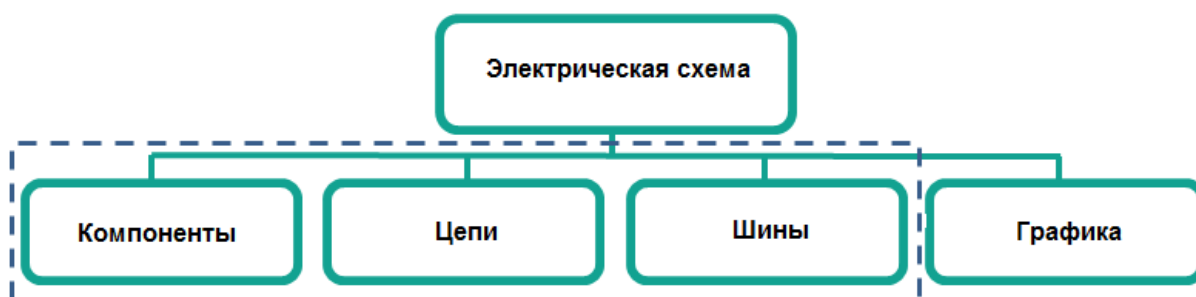 Электрическая схема
Компоненты
Цепи
Шины
Графика